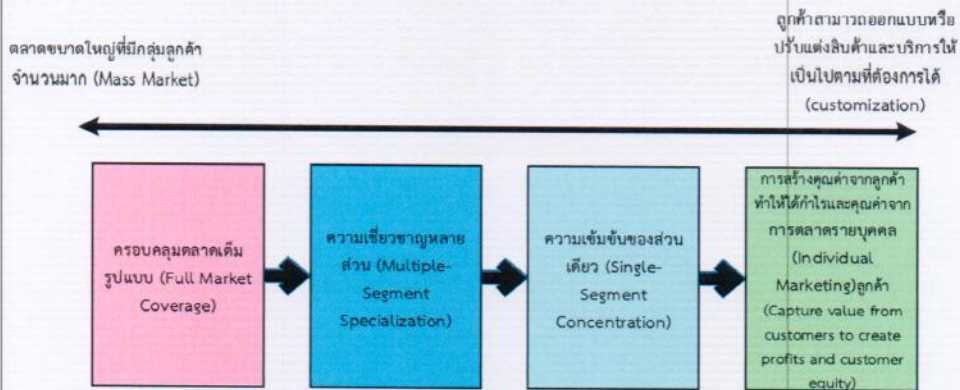 ตลาดขนาดใหญ่ที่มีกลุ่มลูกค้า
จำนวนมาก (Mass Market)
ลูกค้าสามาวถออกแบบหรือ
ปรับแต่งสินค้าและบริการให้
เป็นไปตามที่ต้องการได้
(customization)
ครอบคลุมตลาดเต็ม
รูปแบบ (Full Market
Coverage)
ความเชี่ยวชาญหลาย
ส่วน (Multiple-
Segment
Specialization)
ความเข้มข้นของส่วน
เดียว (Single-
Segment
Concentration)
การสร้างคุณค่าจากลูกค้า
ทำให้ได้กำไรและคุณค่าจาก
การตลาดรายบุคคล
(Individual
Marketing)ลูกค้า
(Capture value from
customers to create
profits and customer
equity)